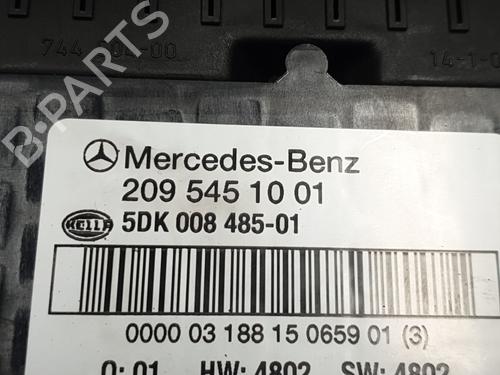 Mercedes-Benz
209 545 10 01
HELLA 5DK 008 485-01
0000 03 188 15 0659 01 (3)
Q: 01 HW: 4802 SW: 4802
B-PARTS